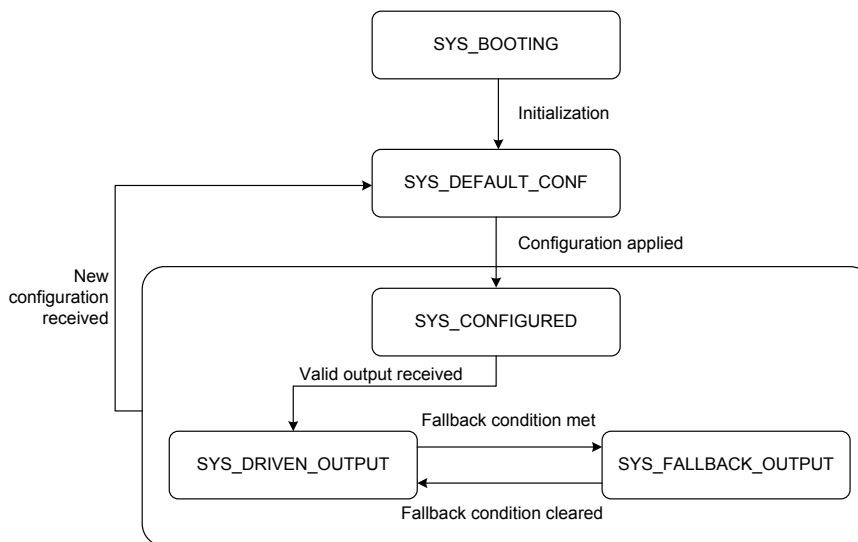 SYS_BOOTING
Initialization
SYS_DEFAULT_CONF
Configuration applied
New
configuration
received
SYS_CONFIGURED
Valid output received
Fallback condition met
SYS_DRIVEN_OUTPUT
SYS_FALLBACK_OUTPUT
Fallback condition cleared